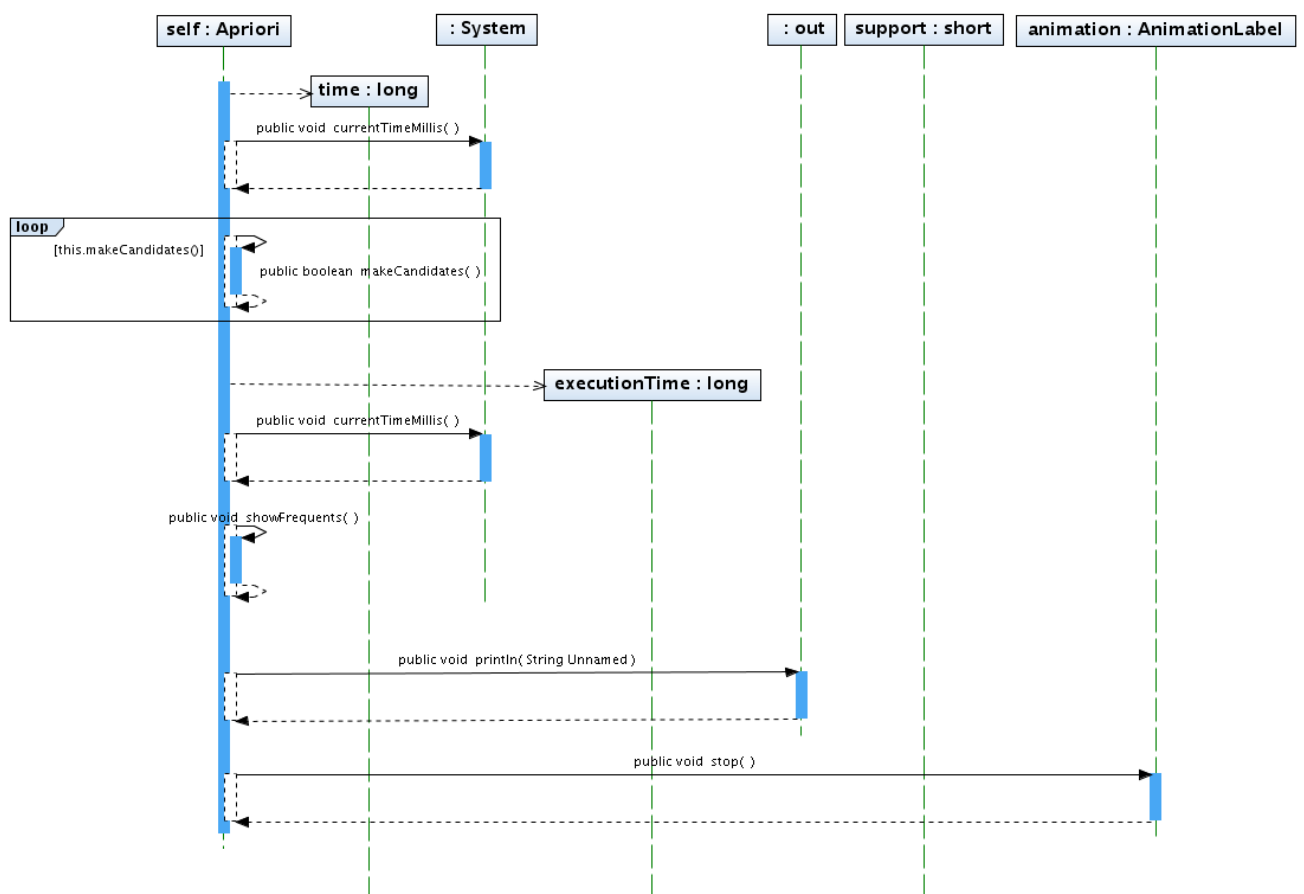 self : Apriori
: System
: out
support : short
animation : AnimationLabel
time : long
public void currentTimeMillis( )
loop
[this.makeCandidates()]
public boolean makeCandidates( )
executionTime : long
public void currentTimeMillis( )
public void showFrequents( )
public void println( String Unnamed )
public void stop( )